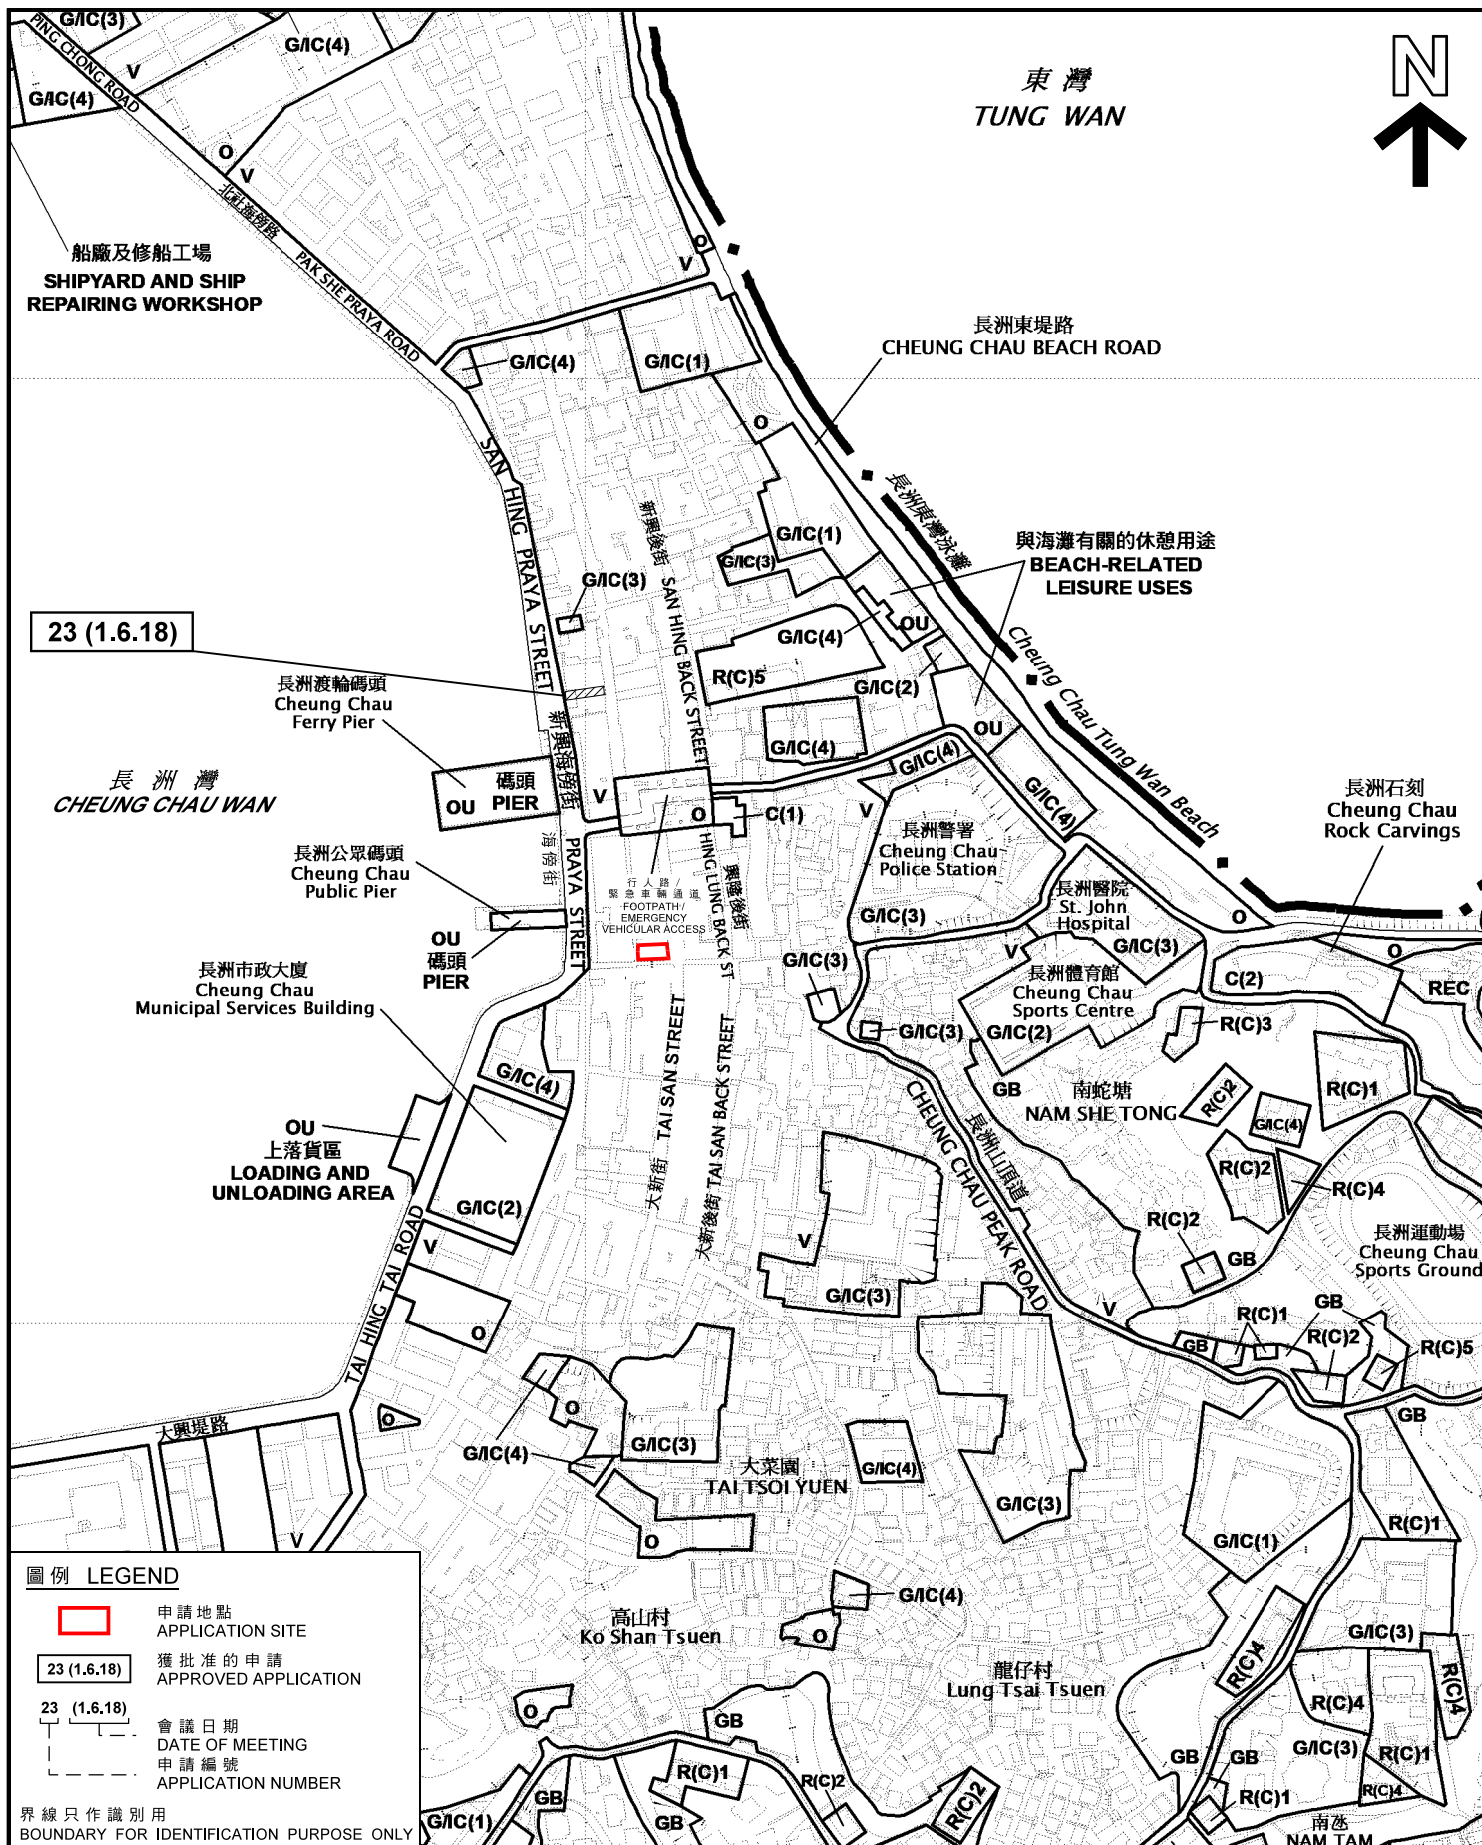 G/IC(3)
PING CHONG ROAD
G/IC(4)
V
G/IC(4)
O
V
北社海傍路
PAK SHE PRAYA ROAD
東灣
TUNG WAN
N
船廠及修船工場
SHIPYARD AND SHIP
REPAIRING WORKSHOP
O
V
G/IC(4)
G/IC(1)
長洲東堤路
CHEUNG CHAU BEACH ROAD
O
SAN HING PRAYA STREET
新興海傍街
新興後街
SAN HING BACK STREET
G/IC(1)
G/IC(3)
G/IC(3)
長洲東灣泳灘
Cheung Chau Tung Wan Beach
與海灘有關的休憩用途
BEACH-RELATED
LEISURE USES
23 (1.6.18)
G/IC(4)
OU
R(C)5
G/IC(2)
OU
長洲渡輪碼頭
Cheung Chau
Ferry Pier
長洲灣
CHEUNG CHAU WAN
碼頭
OU PIER
V
G/IC(4)
G/IC(4)
G/IC(4)
O
C(1)
V
長洲警署
Cheung Chau
Police Station
G/IC(3)
長洲石刻
Cheung Chau
Rock Carvings
長洲公眾碼頭
Cheung Chau
Public Pier
海傍街
PRAYA STREET
行人路/
緊急車輛通道
FOOTPATH/
EMERGENCY
VEHICULAR ACCESS
興隆後街
HING LUNG BACK ST
長洲醫院
St. John
Hospital
G/IC(3)
O
O
OU
碼頭
PIER
V
G/IC(3)
長洲體育館
Cheung Chau
Sports Centre
G/IC(2)
C(2)
REC
長洲市政大廈
Cheung Chau
Municipal Services Building
G/IC(3)
R(C)3
G/IC(4)
大新街
TAI SAN STREET
大新後街
TAI SAN BACK STREET
GB
南蛇塘
NAM SHE TONG
R(C)2
R(C)1
G/IC(4)
OU
上落貨區
LOADING AND
UNLOADING AREA
G/IC(2)
CHEUNG CHAU PEAK ROAD
長洲山頂道
R(C)2
R(C)4
R(C)2
GB
長洲運動場
Cheung Chau
Sports Ground
TAI HING TAI ROAD
V
O
V
G/IC(3)
V
R(C)1
GB
R(C)2
GB
R(C)5
GB
大興堤路
O
G/IC(4)
O
G/IC(3)
大菜園
TAI TSOI YUEN
G/IC(4)
G/IC(3)
R(C)1
G/IC(1)
V
O
高山村
Ko Shan Tsuen
G/IC(4)
O
龍仔村
Lung Tsai Tsuen
G/IC(3)
R(C)4
R(C)4
R(C)4
O
GB
GB
GB
G/IC(3)
R(C)1
R(C)1
R(C)2
R(C)4
R(C)1
GB
GB
R(C)2
G/IC(1)
南氹
NAM TAM
圖例 LEGEND
申請地點
APPLICATION SITE
23 (1.6.18)
獲批准的申請
APPROVED APPLICATION
23 (1.6.18)
會議日期
DATE OF MEETING
申請編號
APPLICATION NUMBER
界線只作識別用
BOUNDARY FOR IDENTIFICATION PURPOSE ONLY